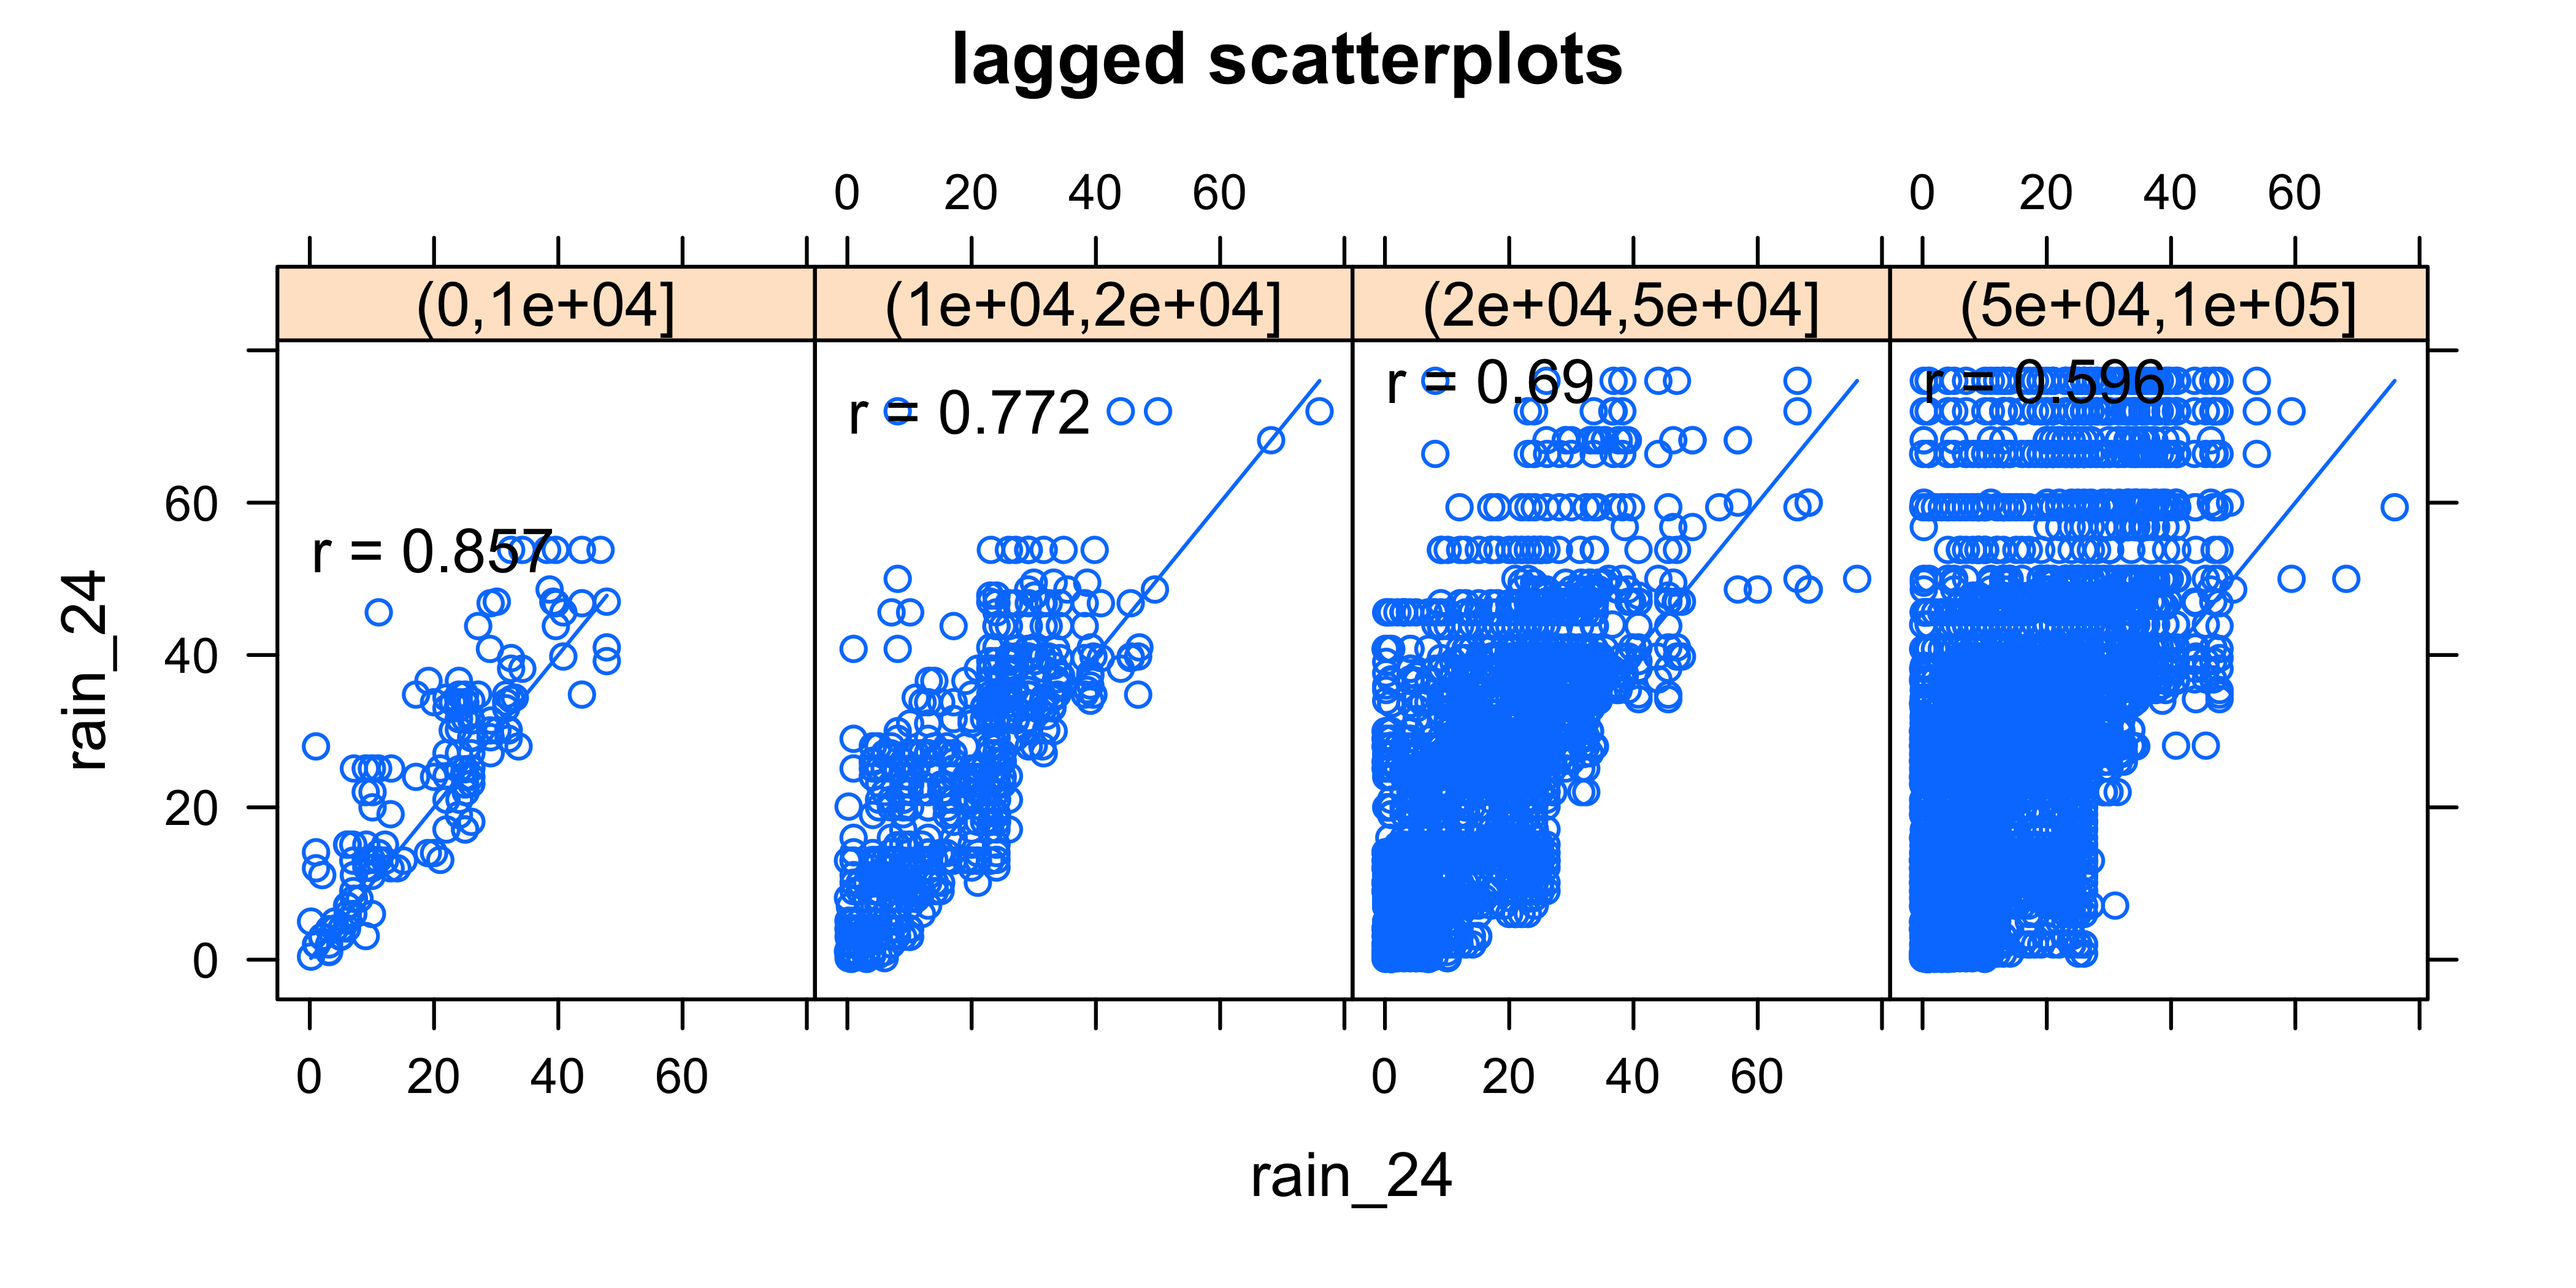 lagged scatterplots
0 20 40 60 0 20 40 60
(0,1e+04] (1e+04,2e+04] (2e+04,5e+04] (5e+04,1e+05]
r = 0.857
r = 0.772
r = 0.69
r = 0.596
60
40
20
0
rain_24
0 20 40 60 0 20 40 60
rain_24